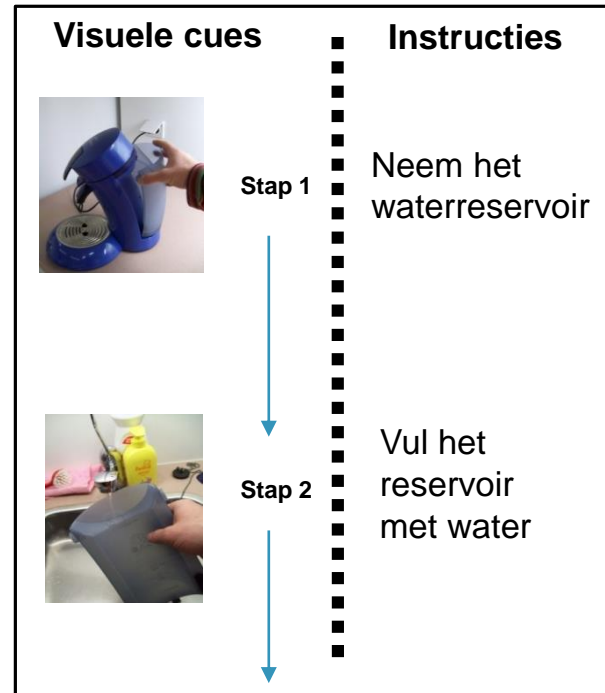 Visuele cues
Instructies
Stap 1
Neem het
waterreservoir
Stap 2
Vul het
reservoir
met water